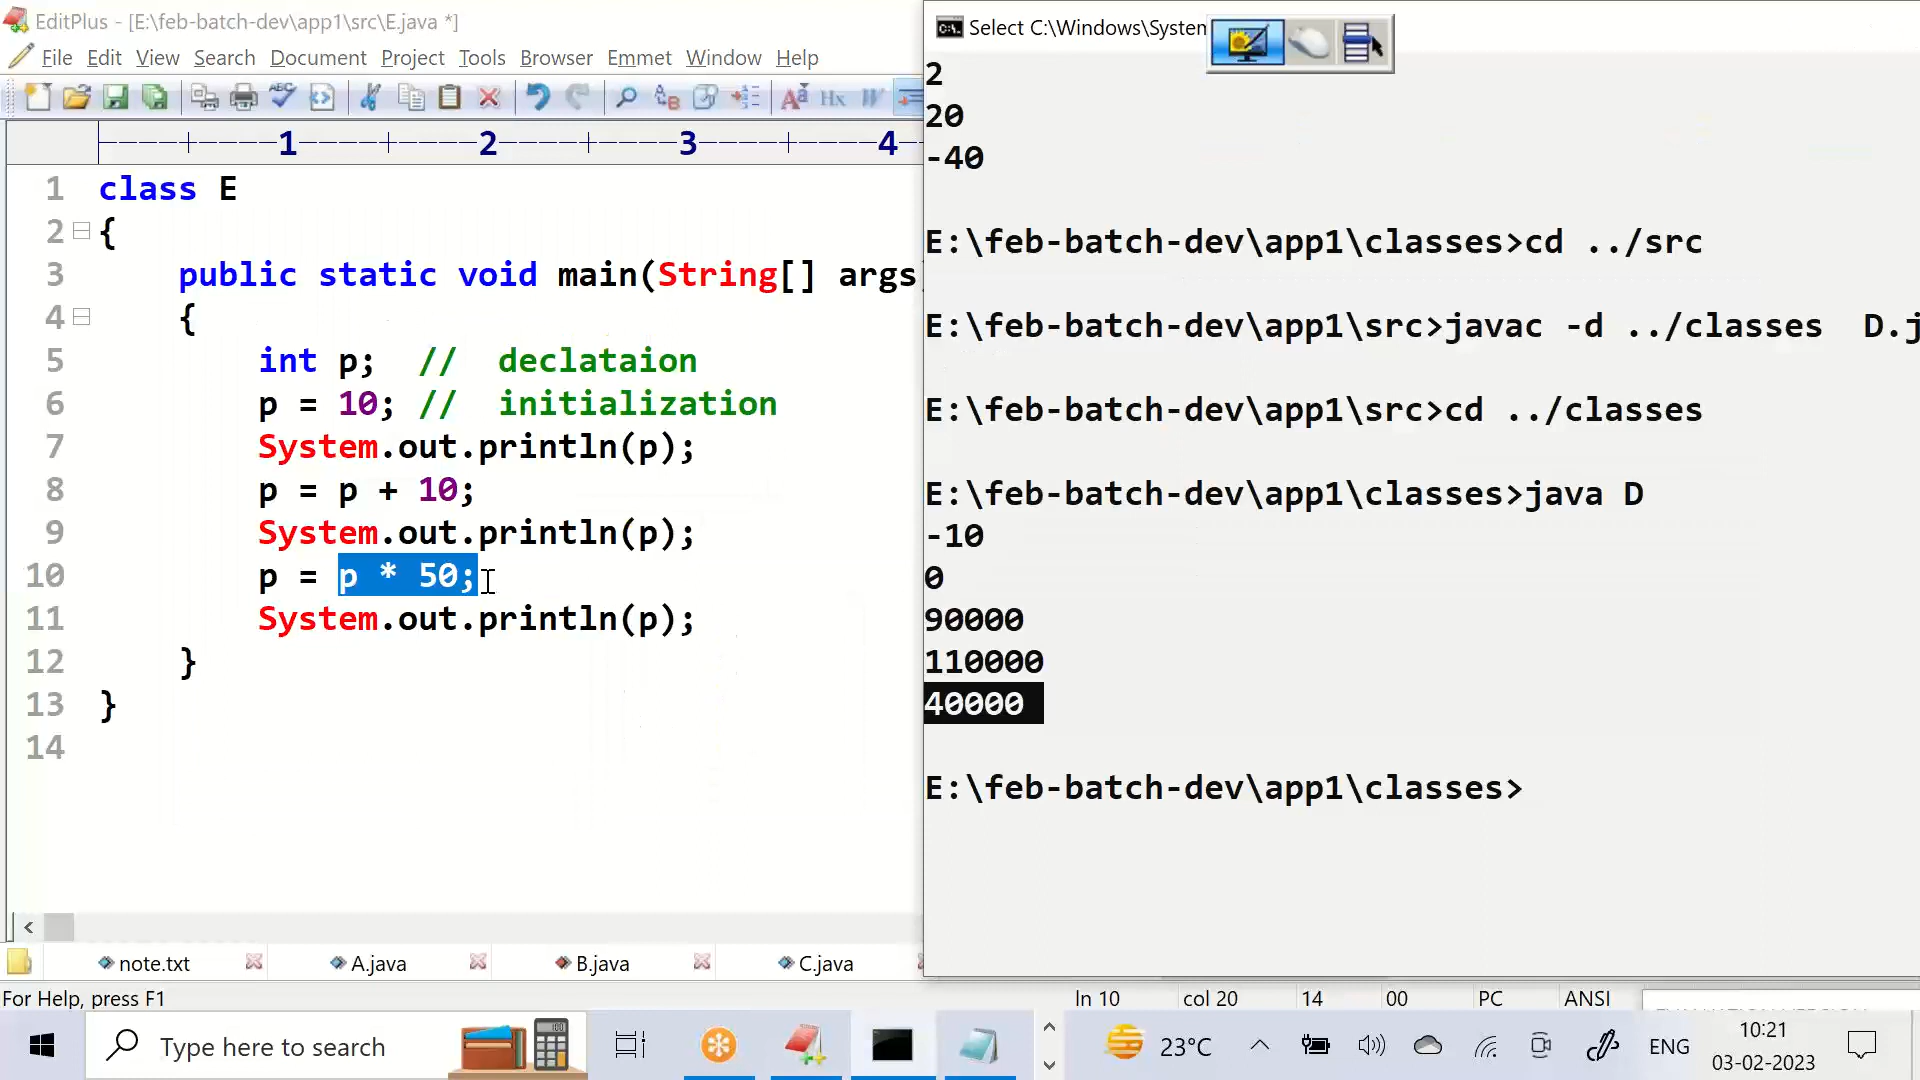 EditPlus - [E:\feb-batch-dev\app1\src\E.java *]
File Edit View Search Document Project Tools Browser Emmet Window Help
----+----1----+----2----+----3----+----4--
1 class E
2 {
3 public static void main(String[] args
4 {
5 int p; // declataion
6 p = 10; // initialization
7 System.out.println(p);
8 p = p + 10;
9 System.out.println(p);
10 p = p * 50;
11 System.out.println(p);
12 }
13 }
14
note.txt A.java B.java C.java
For Help, press F1
Select C:\Windows\System
2
20
-40
E:\feb-batch-dev\app1\classes>cd ../src
E:\feb-batch-dev\app1\src>javac -d ../classes D.j
E:\feb-batch-dev\app1\src>cd ../classes
E:\feb-batch-dev\app1\classes>java D
-10
0
90000
110000
40000
E:\feb-batch-dev\app1\classes>
ln 10 col 20 14 00 PC ANSI
Type here to search
23°C
ENG
10:21
03-02-2023